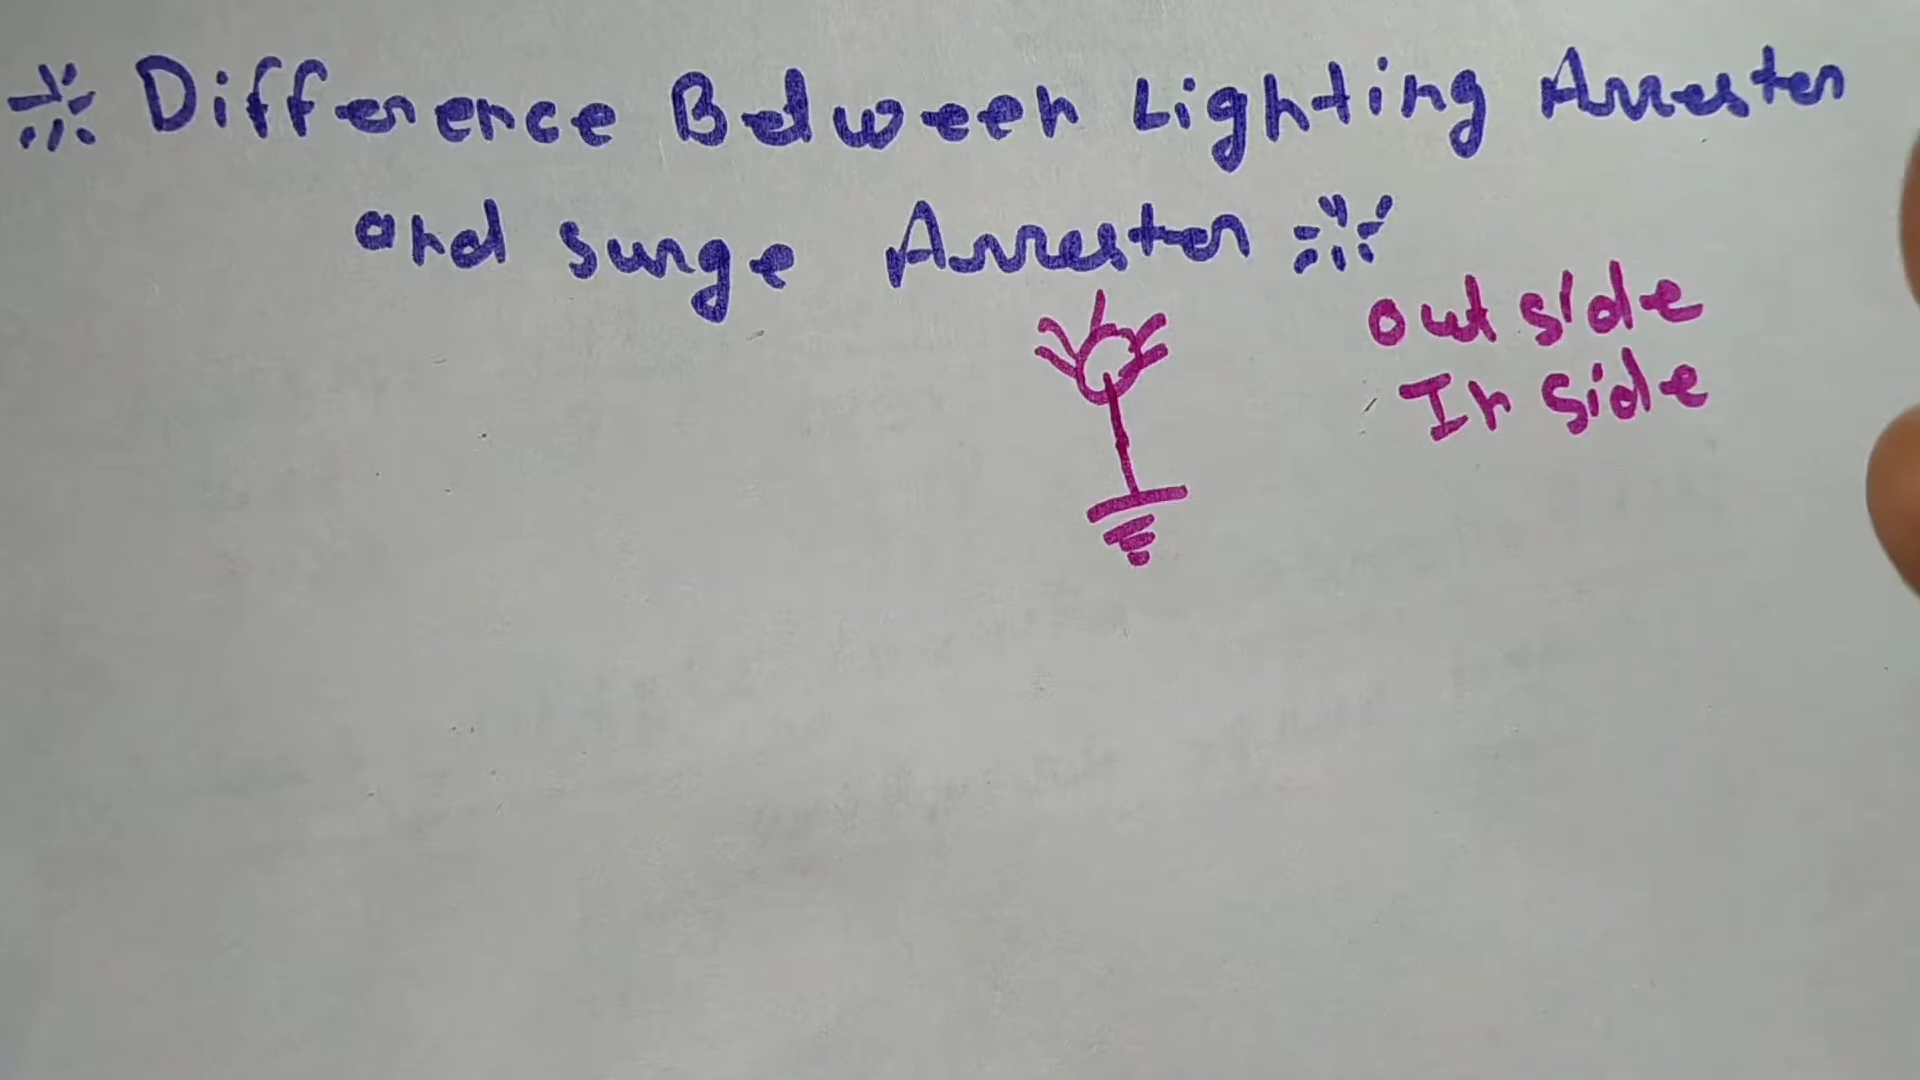 Difference Between Lighting Arrester
and surge Arrester
out side
In side